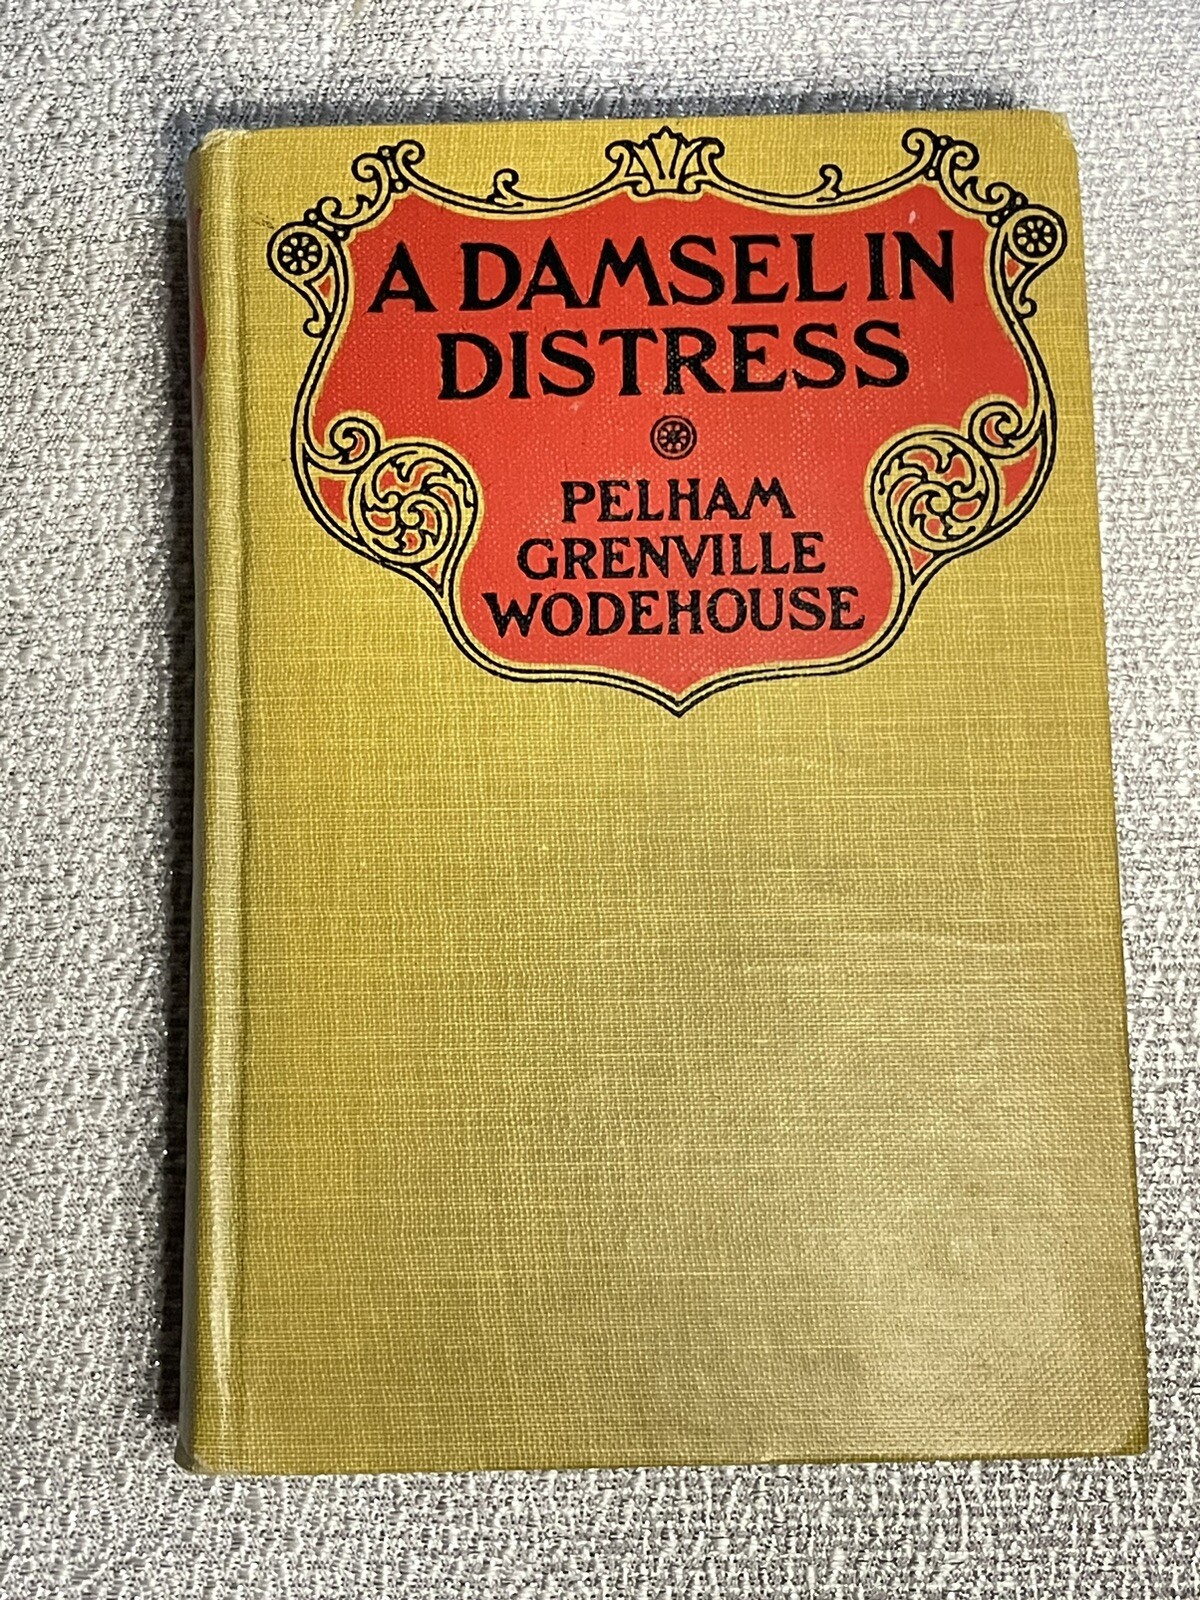 A DAMSEL IN
DISTRESS
PELHAM
GRENVILLE
WODEHOUSE